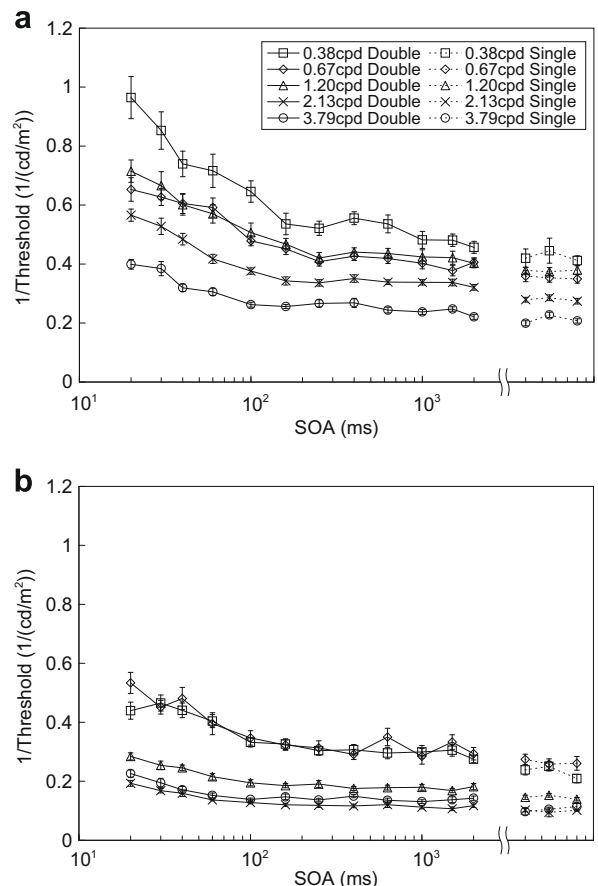 a
1.2
1
0.8
0.6
0.4
0.2
0
1/Threshold (1/(cd/m²))
0.38cpd Double 0.38cpd Single
0.67cpd Double 0.67cpd Single
1.20cpd Double 1.20cpd Single
2.13cpd Double 2.13cpd Single
3.79cpd Double 3.79cpd Single
10¹ 10² 10³
SOA (ms)
b
1.2
1
0.8
0.6
0.4
0.2
0
1/Threshold (1/(cd/m²))
10¹ 10² 10³
SOA (ms)